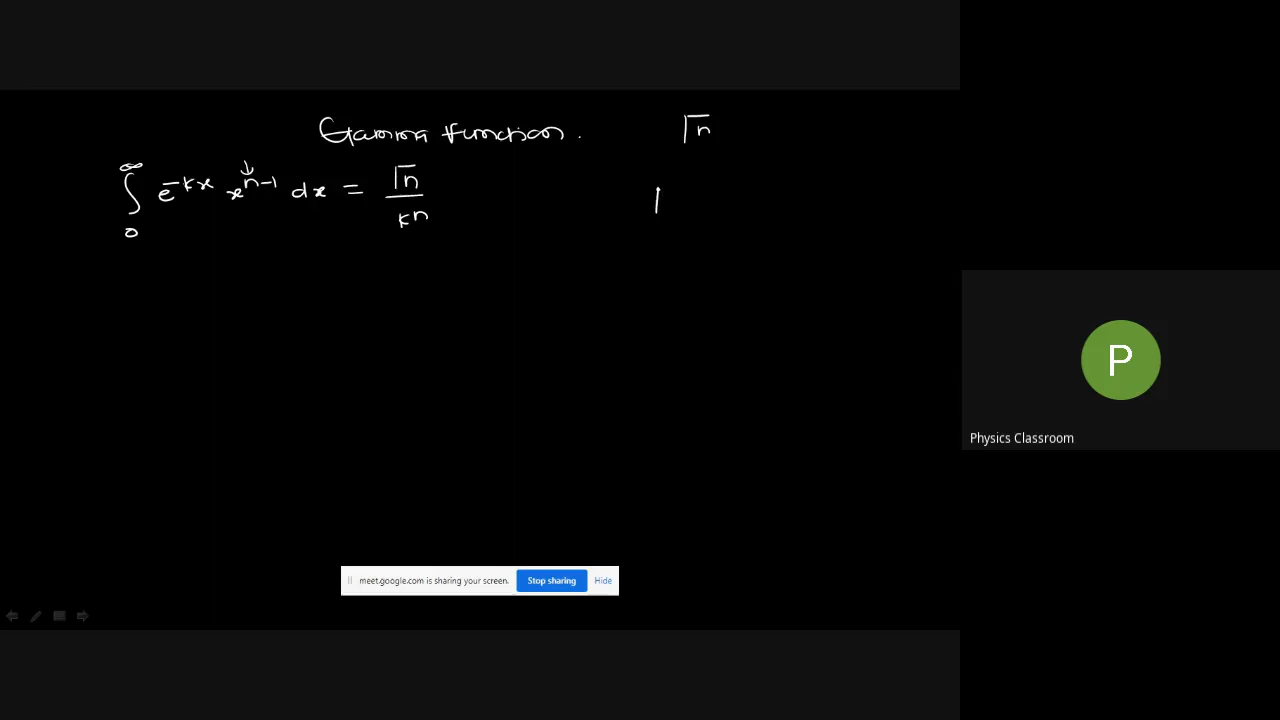 Gamma function. Γn
∫₀^∞ e^{-kx} x^{n-1} dx = Γn / k^n
meet.google.com is sharing your screen. Stop sharing Hide
P
Physics Classroom